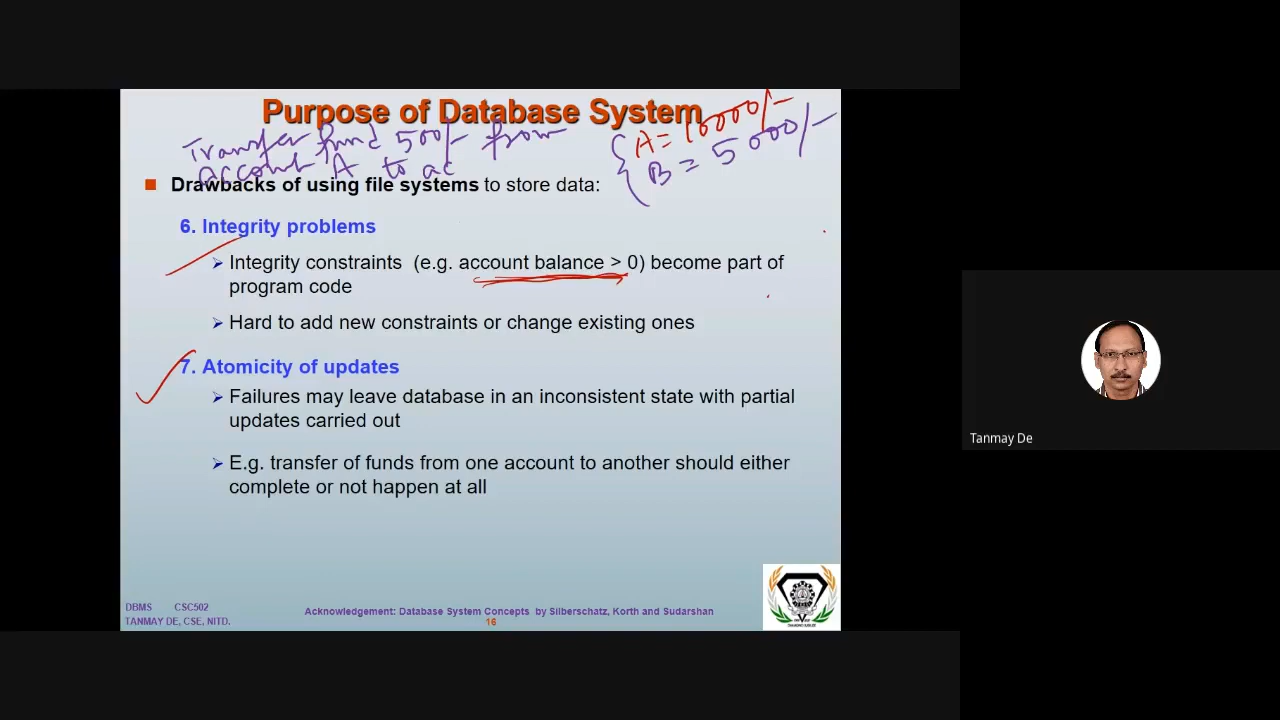 Purpose of Database System
Transfer fund 500/- from
account A to ac
{ A = 10000/-
B = 5000/-
■ Drawbacks of using file systems to store data:
6. Integrity problems
➢ Integrity constraints (e.g. account balance > 0) become part of
program code
➢ Hard to add new constraints or change existing ones
7. Atomicity of updates
➢ Failures may leave database in an inconsistent state with partial
updates carried out
➢ E.g. transfer of funds from one account to another should either
complete or not happen at all
DBMS CSC502
TANMAY DE, CSE, NITD.
Acknowledgement: Database System Concepts by Silberschatz, Korth and Sudarshan
16
Tanmay De